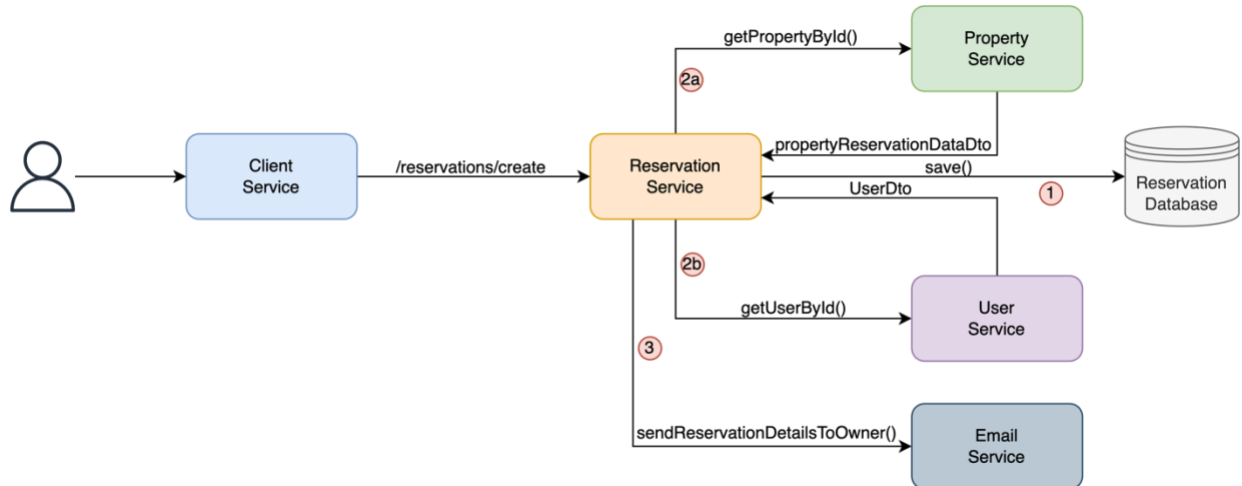 getPropertyById()
Property
Service
2a
propertyReservationDataDto
Client
Service
/reservations/create
Reservation
Service
save()
1
Reservation
Database
UserDto
2b
getUserById()
User
Service
3
sendReservationDetailsToOwner()
Email
Service